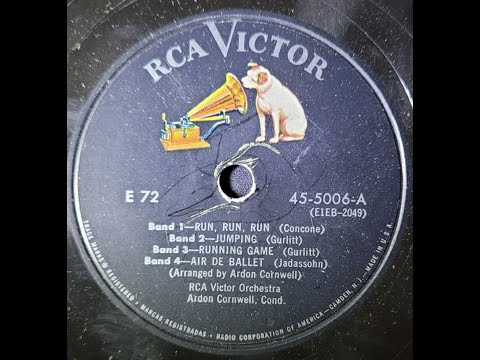 RCA VICTOR
E 72
45-5006-A
(E1EB-2049)
Band 1—RUN, RUN, RUN (Concone)
Band 2—JUMPING (Gurlitt)
Band 3—RUNNING GAME (Gurlitt)
Band 4—AIR DE BALLET (Jadassohn)
(Arranged by Ardon Cornwell)
RCA Victor Orchestra
Ardon Cornwell, Cond.
TRADE MARKS ® REGISTERED • MARCAS REGISTRADAS • RADIO CORPORATION OF AMERICA—CAMDEN, N.J.—MADE IN U.S.A.